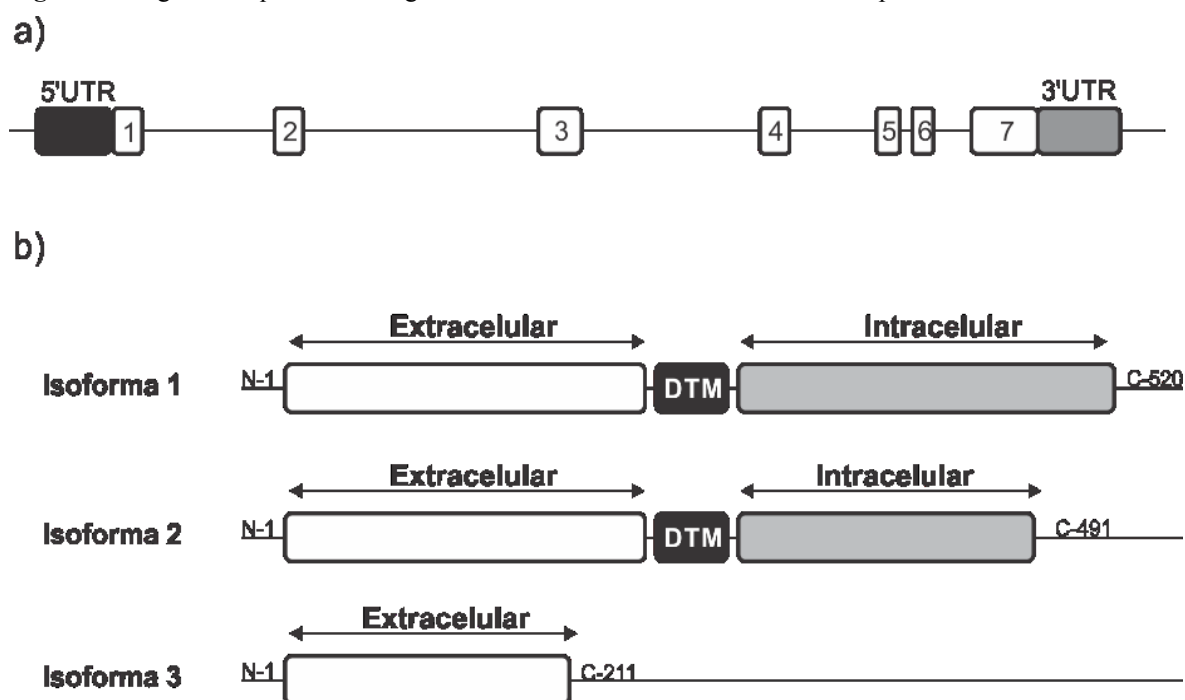 a)
5'UTR 3'UTR
1 2 3 4 5 6 7
b)
Extracelular Intracelular
Isoforma 1 N-1 DTM C-520
Extracelular Intracelular
Isoforma 2 N-1 DTM C-491
Extracelular
Isoforma 3 N-1 C-211